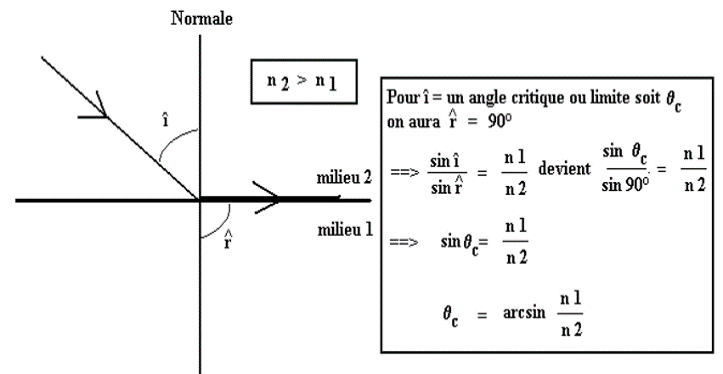 Normale
n 2 > n 1
î
milieu 2
milieu 1
r̂
Pour î = un angle critique ou limite soit θc
on aura r̂ = 90°
==> sin î / sin r̂ = n 1 / n 2 devient sin θc / sin 90° = n 1 / n 2
==> sin θc = n 1 / n 2
θc = arcsin n 1 / n 2